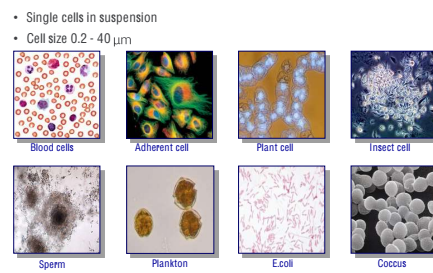 • Single cells in suspension
• Cell size 0.2 - 40 μm
Blood cells
Adherent cell
Plant cell
Insect cell
Sperm
Plankton
E.coli
Coccus